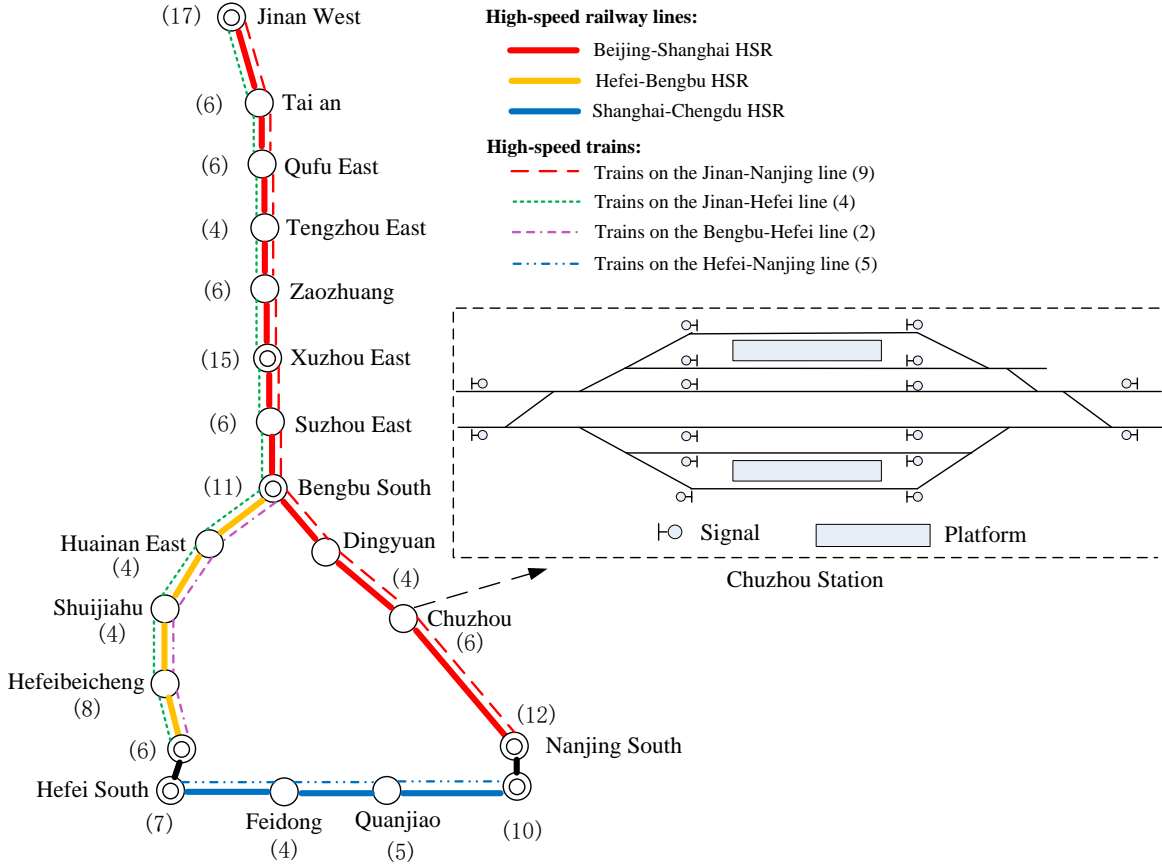 (17) Jinan West
(6) Tai an
(6) Qufu East
(4) Tengzhou East
(6) Zaozhuang
(15) Xuzhou East
(6) Suzhou East
(11) Bengbu South
Huainan East
(4)
Dingyuan
(4)
Shuijiahu
(4)
Chuzhou
(6)
Hefeibeicheng
(8)
(12)
Nanjing South
(6)
Hefei South
(7)
Feidong
(4)
Quanjiao
(5)
(10)
High-speed railway lines:
Beijing-Shanghai HSR
Hefei-Bengbu HSR
Shanghai-Chengdu HSR
High-speed trains:
Trains on the Jinan-Nanjing line (9)
Trains on the Jinan-Hefei line (4)
Trains on the Bengbu-Hefei line (2)
Trains on the Hefei-Nanjing line (5)
Signal
Platform
Chuzhou Station